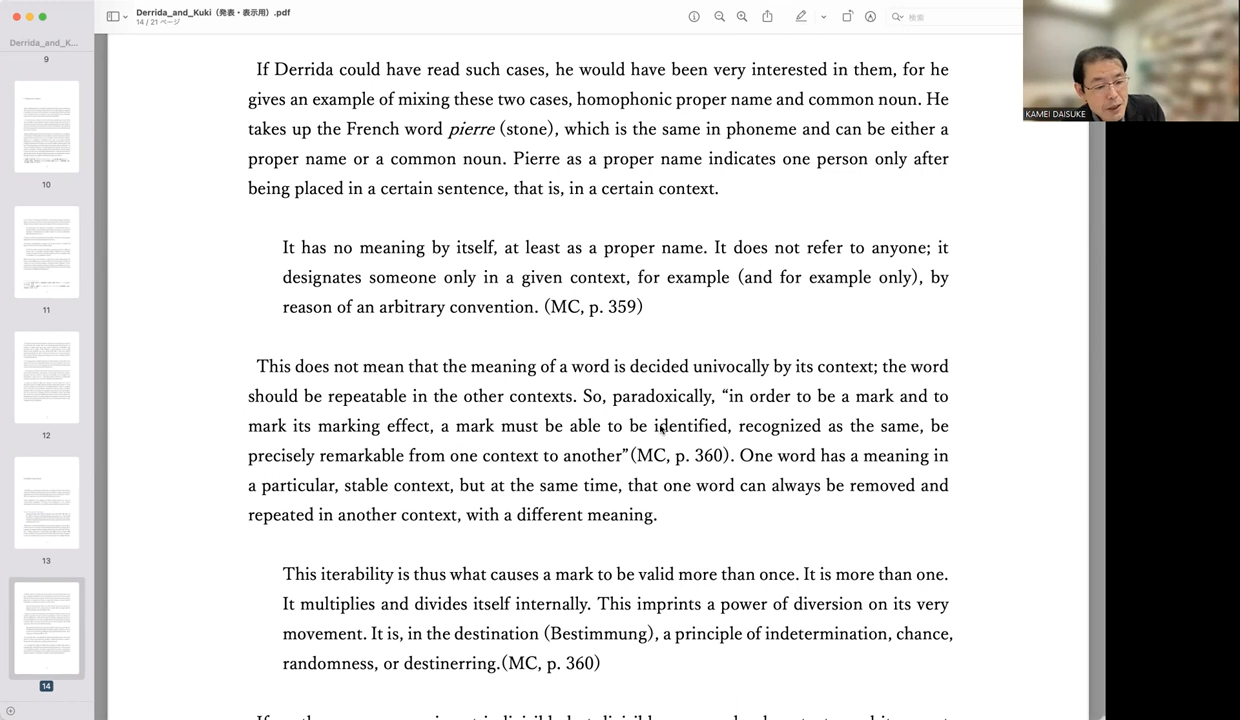 Derrida_and_Kuki（発表・表示用）.pdf
14 / 21 ページ
検索
Derrida_and_K...
9
10
11
12
13
14
KAMEI DAISUKE
If Derrida could have read such cases, he would have been very interested in them, for he
gives an example of mixing these two cases, homophonic proper name and common noun. He
takes up the French word pierre (stone), which is the same in phoneme and can be either a
proper name or a common noun. Pierre as a proper name indicates one person only after
being placed in a certain sentence, that is, in a certain context.
It has no meaning by itself, at least as a proper name. It does not refer to anyone; it
designates someone only in a given context, for example (and for example only), by
reason of an arbitrary convention. (MC, p. 359)
This does not mean that the meaning of a word is decided univocally by its context; the word
should be repeatable in the other contexts. So, paradoxically, “in order to be a mark and to
mark its marking effect, a mark must be able to be identified, recognized as the same, be
precisely remarkable from one context to another”(MC, p. 360). One word has a meaning in
a particular, stable context, but at the same time, that one word can always be removed and
repeated in another context, with a different meaning.
This iterability is thus what causes a mark to be valid more than once. It is more than one.
It multiplies and divides itself internally. This imprints a power of diversion on its very
movement. It is, in the destination (Bestimmung), a principle of indetermination, chance,
randomness, or destinerring.(MC, p. 360)